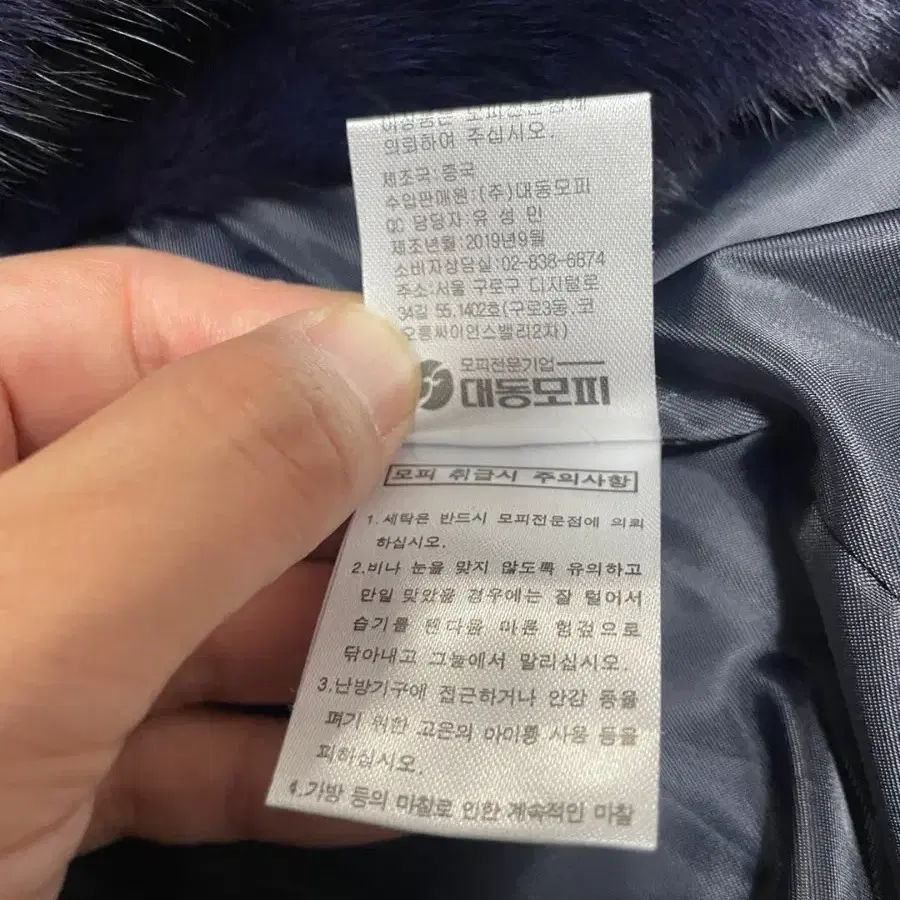 의뢰하여 주십시오.
제조국:중국
수입판매원:(주)대동모피
QC 담당자:유성민
제조년월:2019년9월
소비자상담실:02-838-6874
주소:서울 구로구 디지털로
34길 55,1402호(구로3동,코
오롱싸이언스밸리2차)
모피전문기업
대동모피
모피 취급시 주의사항
1.세탁은 반드시 모피전문점에 의뢰
하십시오.
2.비나 눈을 맞지 않도록 유의하고
만일 맞았을 경우에는 잘 털어서
습기를 뺀다음 마른 헝겊으로
닦아내고 그늘에서 말리십시오.
3.난방기구에 접근하거나 안감 등을
펴기 위한 고온의 아이롱 사용 등을
피하십시오.
4.가방 등의 마찰로 인한 계속적인 마찰